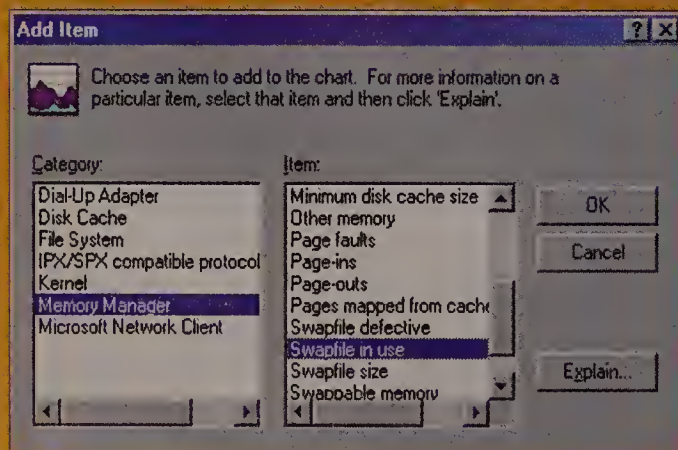 Add Item
? X
Choose an item to add to the chart. For more information on a
particular item, select that item and then click 'Explain'.
Category:
Dial-Up Adapter
Disk Cache
File System
IPX/SPX compatible protocol
Kernel
Memory Manager
Microsoft Network Client
Item:
Minimum disk cache size
Other memory
Page faults
Page-ins
Page-outs
Pages mapped from cache
Swapfile defective
Swapfile in use
Swapfile size
Swappable memory
OK
Cancel
Explain...